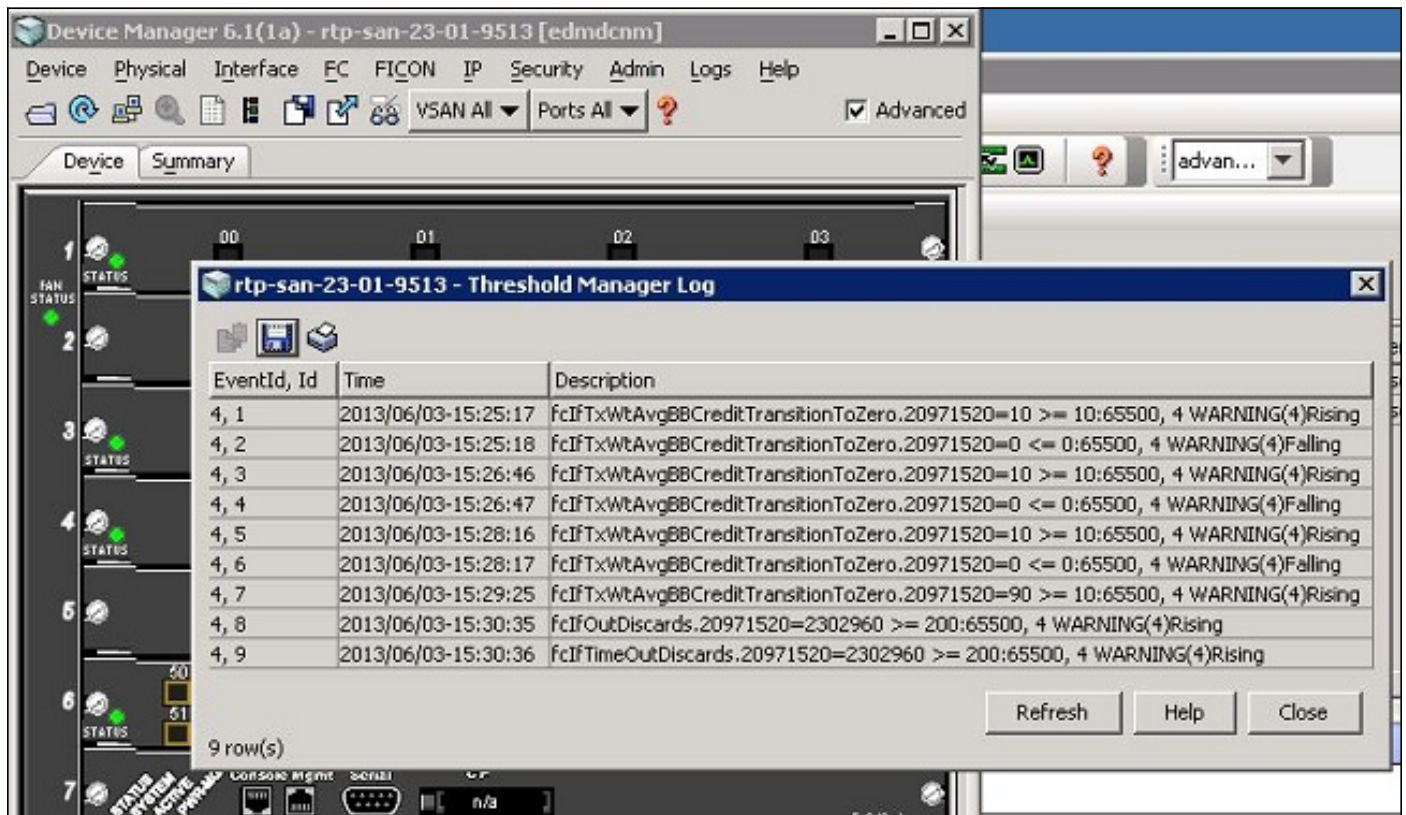 Device Manager 6.1(1a) - rtp-san-23-01-9513 [edmdcnm]
Device Physical Interface FC FICON IP Security Admin Logs Help
VSAN All Ports All Advanced
advan...
Device Summary
00 01 02 03
1
STATUS
FAN STATUS
rtp-san-23-01-9513 - Threshold Manager Log
2
EventId, Id Time Description
4, 1 2013/06/03-15:25:17 fcIfTxWtAvgBBCreditTransitionToZero.20971520=10 >= 10:65500, 4 WARNING(4)Rising
4, 2 2013/06/03-15:25:18 fcIfTxWtAvgBBCreditTransitionToZero.20971520=0 <= 0:65500, 4 WARNING(4)Falling
3
STATUS
4, 3 2013/06/03-15:26:46 fcIfTxWtAvgBBCreditTransitionToZero.20971520=10 >= 10:65500, 4 WARNING(4)Rising
4, 4 2013/06/03-15:26:47 fcIfTxWtAvgBBCreditTransitionToZero.20971520=0 <= 0:65500, 4 WARNING(4)Falling
4
STATUS
4, 5 2013/06/03-15:28:16 fcIfTxWtAvgBBCreditTransitionToZero.20971520=10 >= 10:65500, 4 WARNING(4)Rising
4, 6 2013/06/03-15:28:17 fcIfTxWtAvgBBCreditTransitionToZero.20971520=0 <= 0:65500, 4 WARNING(4)Falling
4, 7 2013/06/03-15:29:25 fcIfTxWtAvgBBCreditTransitionToZero.20971520=90 >= 10:65500, 4 WARNING(4)Rising
5
4, 8 2013/06/03-15:30:35 fcIfOutDiscards.20971520=2302960 >= 200:65500, 4 WARNING(4)Rising
4, 9 2013/06/03-15:30:36 fcIfTimeOutDiscards.20971520=2302960 >= 200:65500, 4 WARNING(4)Rising
50
6
51
STATUS
Refresh Help Close
9 row(s)
7
STATUS
SYSTEM
ACTIVE
PWR-MG
Console Mgmt Serial
n/a